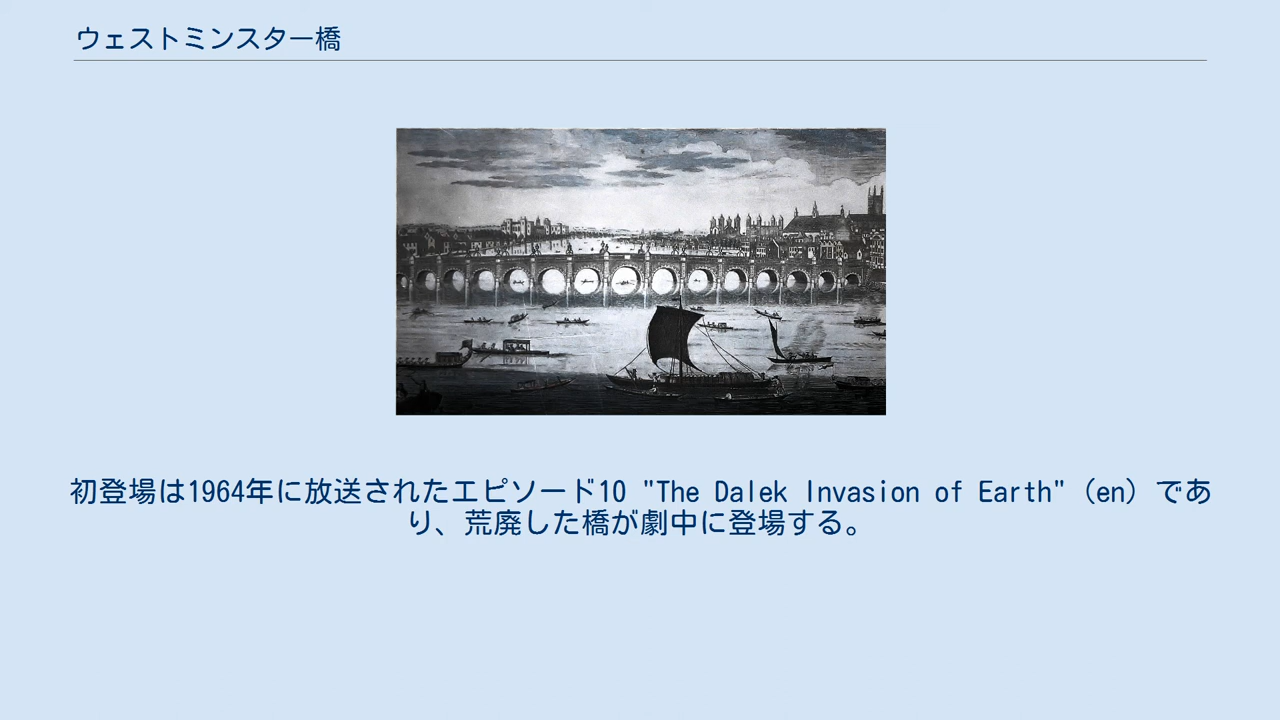 ウェストミンスター橋
初登場は1964年に放送されたエピソード10 "The Dalek Invasion of Earth"（en）であ
り、荒廃した橋が劇中に登場する。